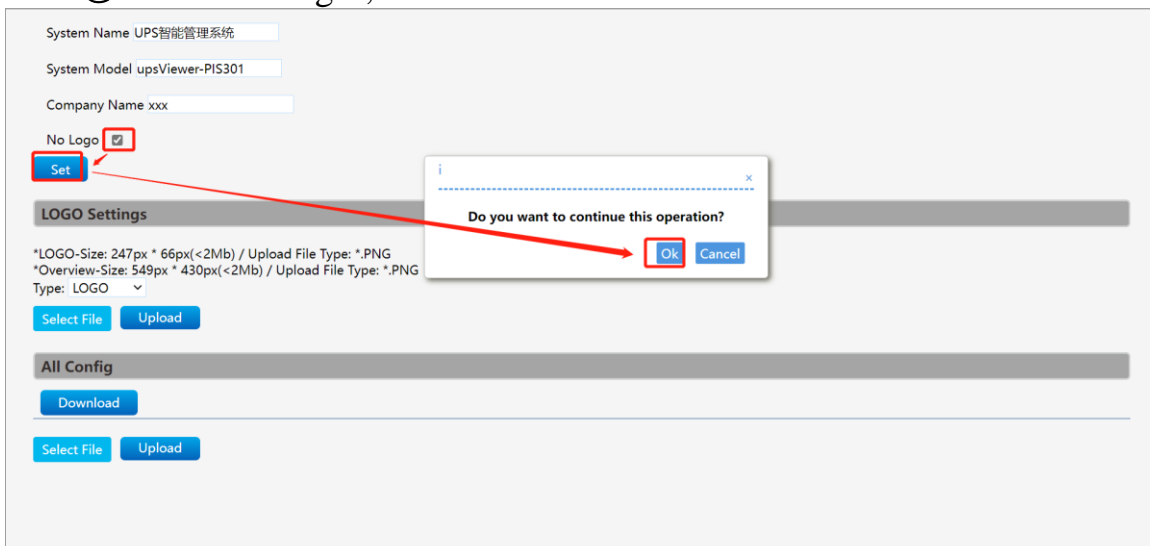 System Name UPS智能管理系统
System Model upsViewer-PIS301
Company Name xxx
No Logo
Set
i
×
Do you want to continue this operation?
Ok Cancel
LOGO Settings
*LOGO-Size: 247px * 66px(<2Mb) / Upload File Type: *.PNG
*Overview-Size: 549px * 430px(<2Mb) / Upload File Type: *.PNG
Type: LOGO
Select File Upload
All Config
Download
Select File Upload